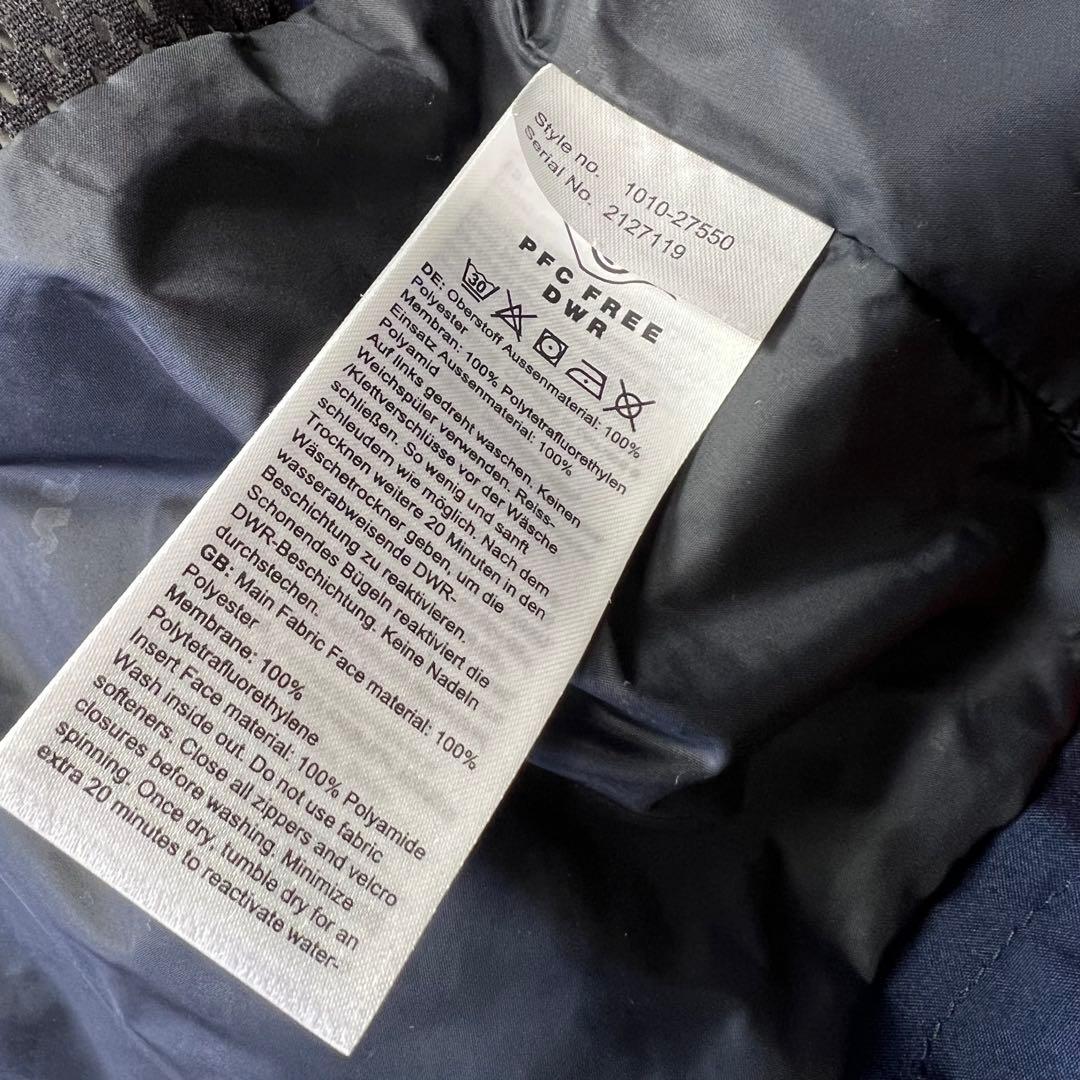 Style no. 1010-27550
Serial No. 2127119
PFC FREE
DWR
30
DE: Oberstoff Aussenmaterial: 100%
Polyester
Membran: 100% Polytetrafluorethylen
Einsatz Aussenmaterial: 100%
Polyamid
Auf links gedreht waschen. Keinen
Weichspüler verwenden. Reiss-
/Klettverschlüsse vor der Wäsche
schließen. So wenig und sanft
schleudern wie möglich. Nach dem
Trocknen weitere 20 Minuten in den
Wäschetrockner geben, um die
wasserabweisende DWR-
Beschichtung zu reaktivieren.
Schonendes Bügeln reaktiviert die
DWR-Beschichtung. Keine Nadeln
durchstechen.
GB: Main Fabric Face material: 100%
Polyester
Membrane: 100%
Polytetrafluorethylene
Insert Face material: 100% Polyamide
Wash inside out. Do not use fabric
softeners. Close all zippers and velcro
closures before washing. Minimize
spinning. Once dry, tumble dry for an
extra 20 minutes to reactivate water-